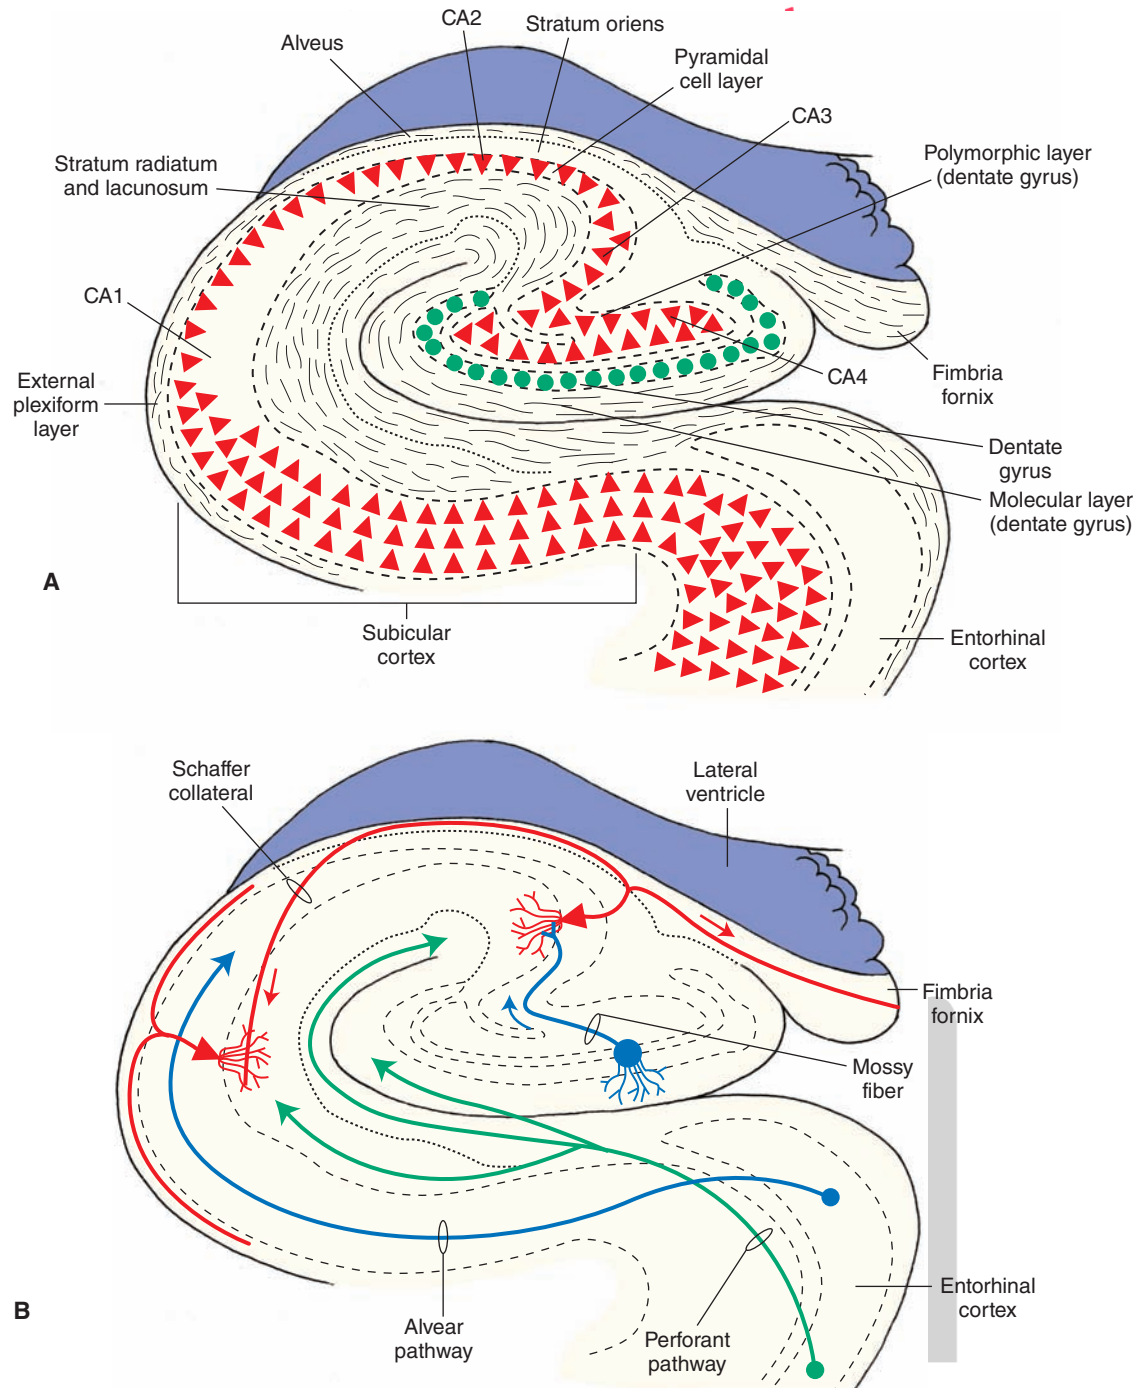 CA2
Stratum oriens
Alveus
Pyramidal
cell layer
CA3
Stratum radiatum
and lacunosum
Polymorphic layer
(dentate gyrus)
CA1
External
plexiform
layer
CA4
Fimbria
fornix
Dentate
gyrus
Molecular layer
(dentate gyrus)
A
Subicular
cortex
Entorhinal
cortex
Schaffer
collateral
Lateral
ventricle
Fimbria
fornix
Mossy
fiber
B
Alvear
pathway
Perforant
pathway
Entorhinal
cortex